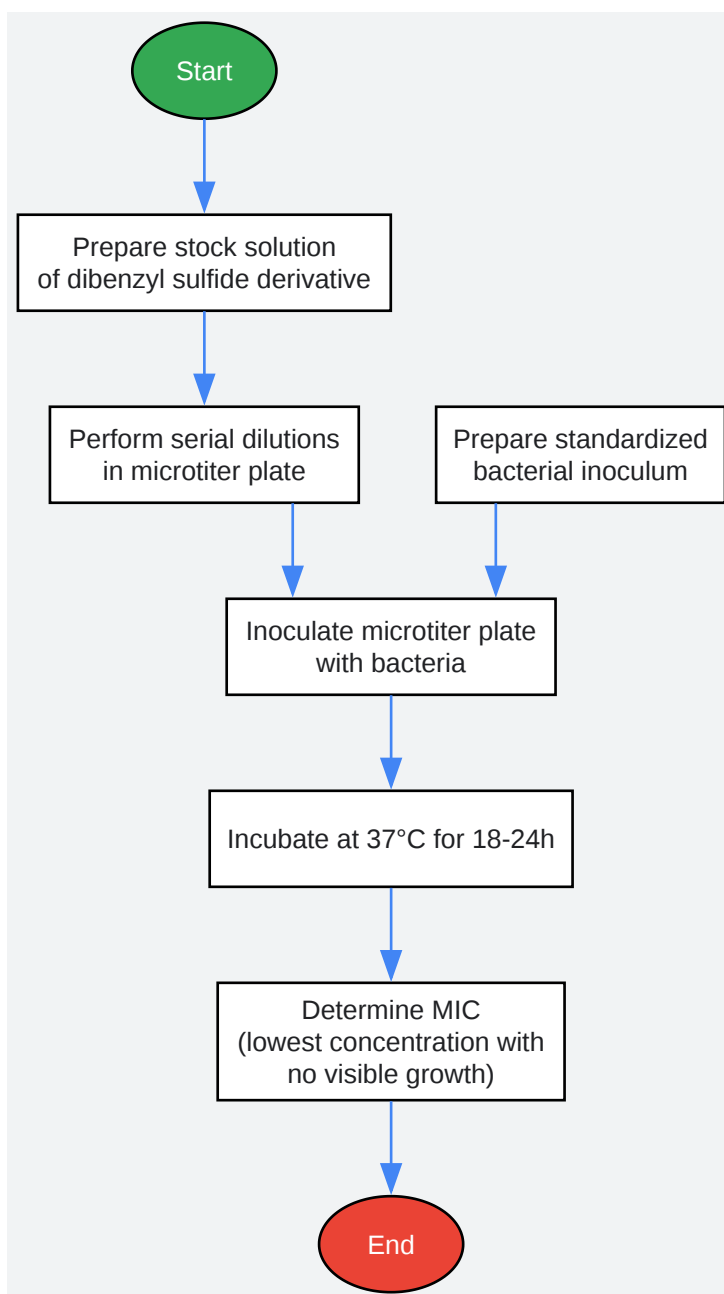 Start
Prepare stock solution
of dibenzyl sulfide derivative
Perform serial dilutions
in microtiter plate
Prepare standardized
bacterial inoculum
Inoculate microtiter plate
with bacteria
Incubate at 37°C for 18-24h
Determine MIC
(lowest concentration with
no visible growth)
End